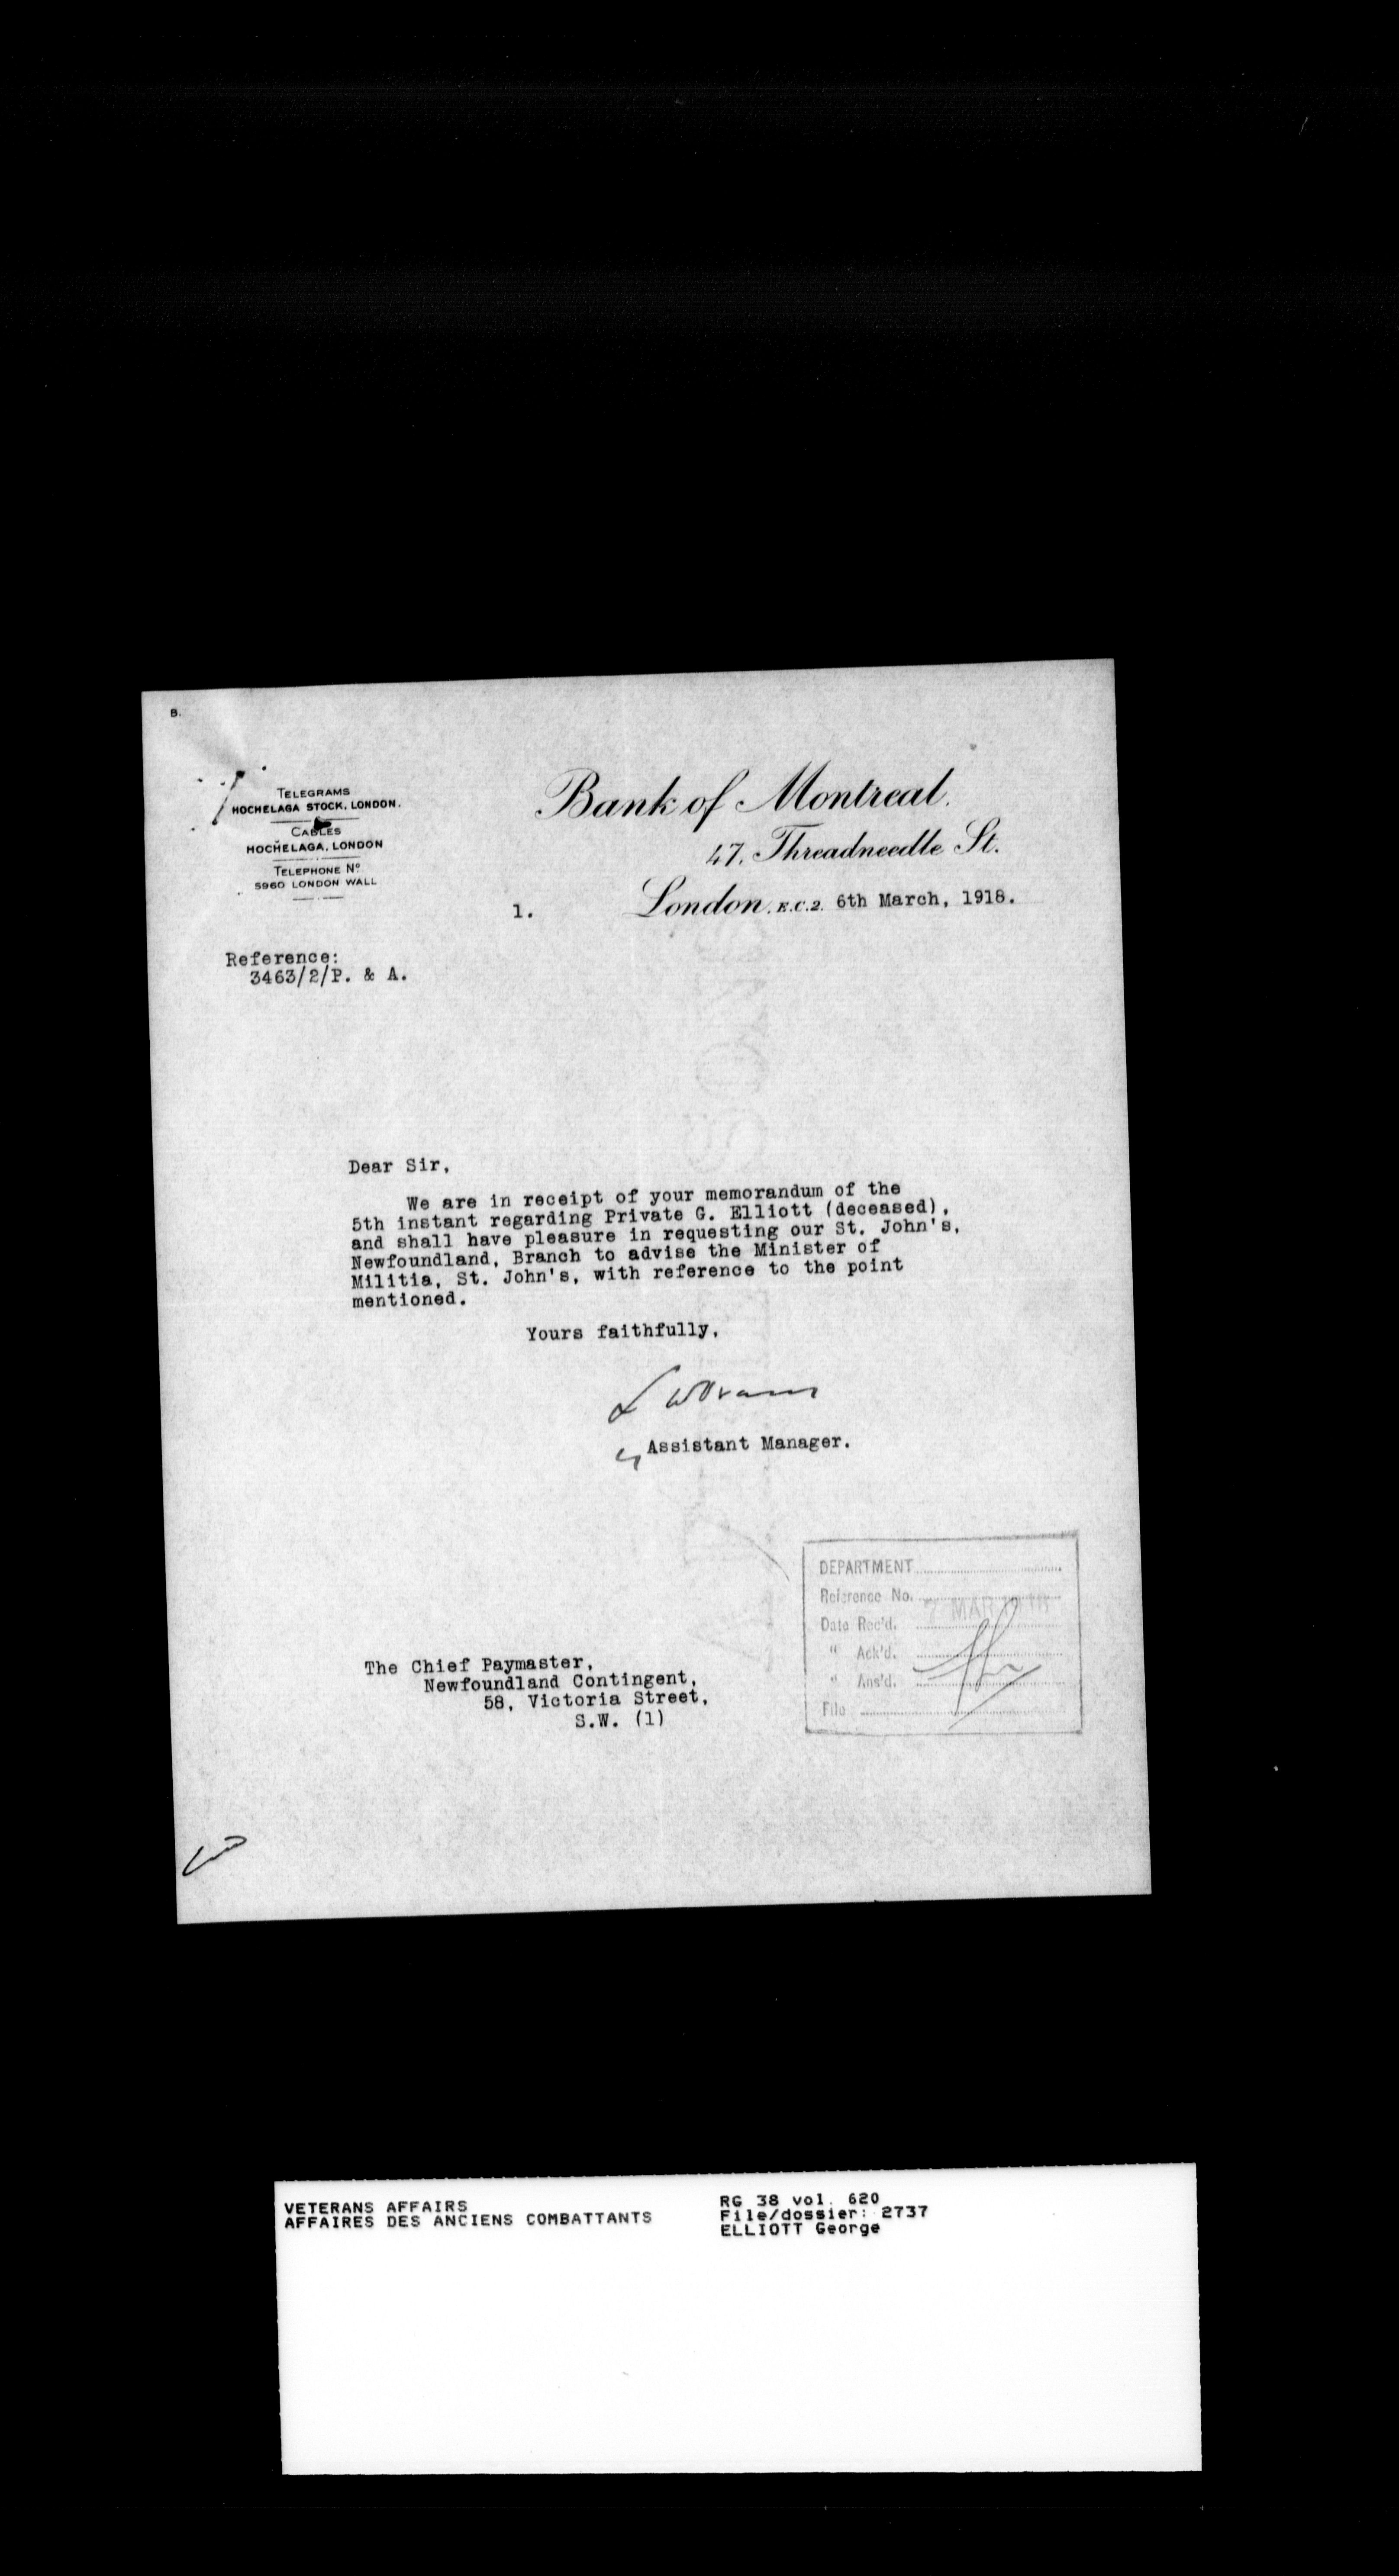 B.
TELEGRAMS
HOCHELAGA STOCK, LONDON.
CABLES
HOCHELAGA, LONDON
TELEPHONE Nº
5960 LONDON WALL
Bank of Montreal.
47, Threadneedle St.
London, E.C.2. 6th March, 1918.
1.
Reference:
3463/2/P. & A.
Dear Sir,
We are in receipt of your memorandum of the
5th instant regarding Private G. Elliott (deceased),
and shall have pleasure in requesting our St. John's,
Newfoundland, Branch to advise the Minister of
Militia, St. John's, with reference to the point
mentioned.
Yours faithfully,
Assistant Manager.
DEPARTMENT
Reference No.
7 MAR 1918
Date Rec'd.
" Ack'd.
" Ans'd.
File
The Chief Paymaster,
Newfoundland Contingent,
58, Victoria Street,
S.W. (1)
VETERANS AFFAIRS
AFFAIRES DES ANCIENS COMBATTANTS
RG 38 vol. 620
File/dossier: 2737
ELLIOTT George